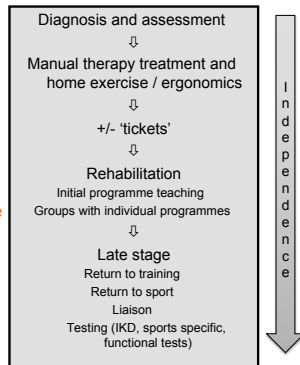 Diagnosis and assessment
⇩
Manual therapy treatment and
home exercise / ergonomics
⇩
+/- ‘tickets’
⇩
Rehabilitation
Initial programme teaching
Groups with individual programmes
⇩
Late stage
Return to training
Return to sport
Liaison
Testing (IKD, sports specific,
functional tests)
Independence
e